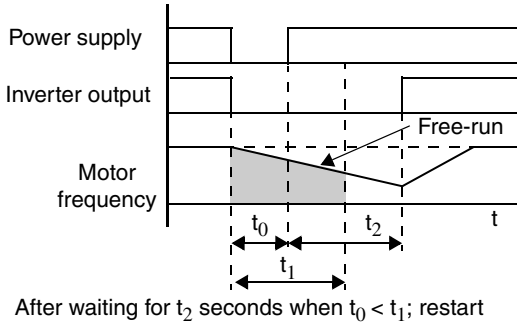 Power supply
Inverter output
Free-run
Motor
frequency
t
t0
t2
t1
After waiting for t2 seconds when t0 < t1; restart